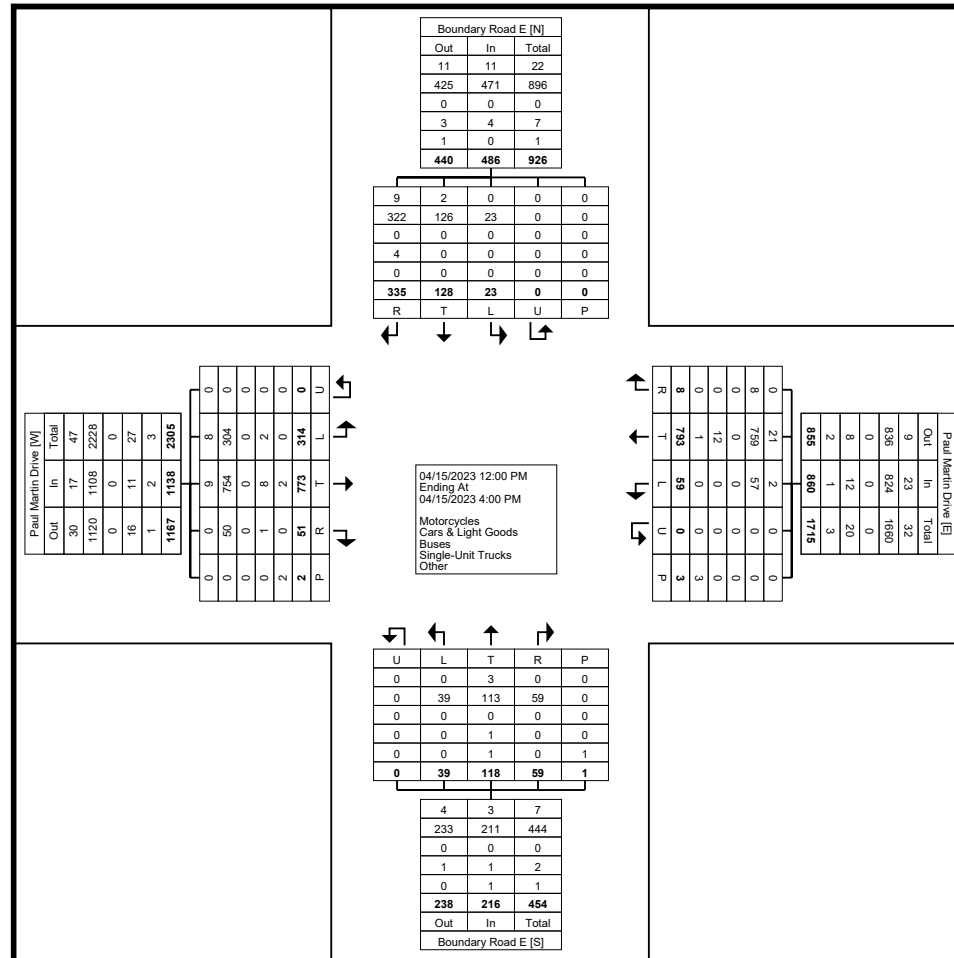 Boundary Road E [N]
Out In Total
11 11 22
425 471 896
0 0 0
3 4 7
1 0 1
440 486 926
9 2 0 0 0
322 126 23 0 0
0 0 0 0 0
4 0 0 0 0
0 0 0 0 0
335 128 23 0 0
R T L U P
Paul Martin Drive [W]
Total In Out
47 17 30
2228 1108 1120
0 0 0
27 11 16
3 2 1
2305 1138 1167
0 8 9 0 0
0 304 754 50 0
0 0 0 0 0
0 2 8 1 0
0 0 2 0 2
0 314 773 51 2
U L T R P
04/15/2023 12:00 PM
Ending At
04/15/2023 4:00 PM
Motorcycles
Cars & Light Goods
Buses
Single-Unit Trucks
Other
Paul Martin Drive [E]
Out In Total
9 23 32
836 824 1660
0 0 0
8 12 20
2 1 3
855 860 1715
0 21 2 0 0
8 759 57 0 0
0 0 0 0 0
0 12 0 0 0
0 1 0 0 3
8 793 59 0 3
R T L U P
U L T R P
0 0 3 0 0
0 39 113 59 0
0 0 0 0 0
0 0 1 0 0
0 0 1 0 1
0 39 118 59 1
4 3 7
233 211 444
0 0 0
1 1 2
0 1 1
238 216 454
Out In Total
Boundary Road E [S]